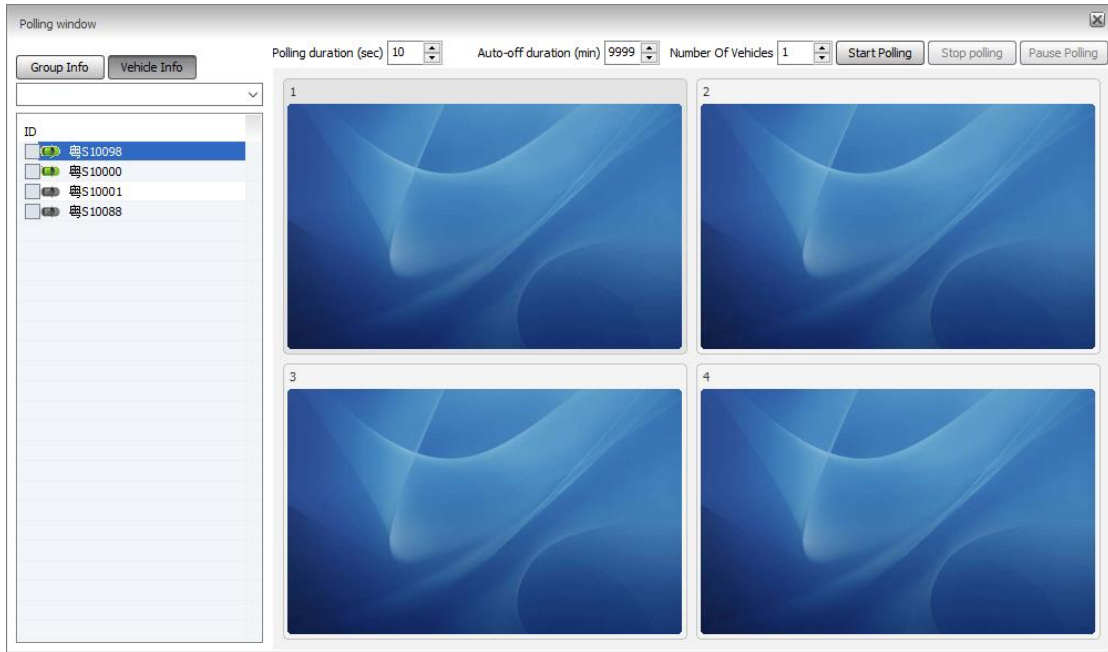 Polling window
Polling duration (sec) 10 Auto-off duration (min) 9999 Number Of Vehicles 1 Start Polling Stop polling Pause Polling
Group Info Vehicle Info
ID
粤S10098
粤S10000
粤S10001
粤S10088
1
2
3
4